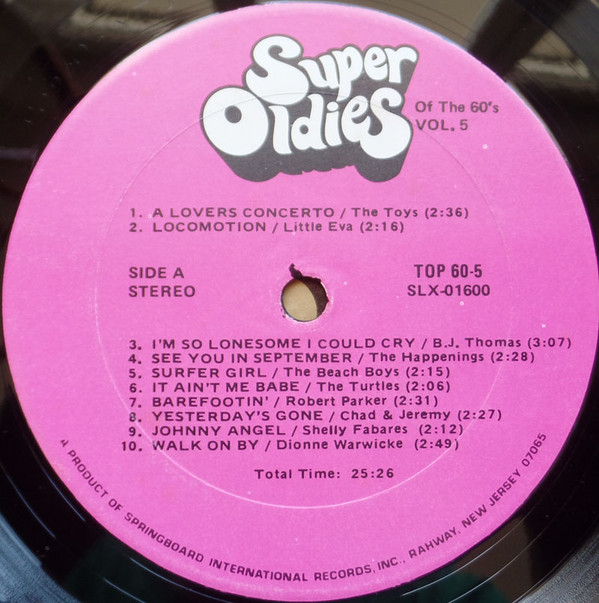 Super
Oldies
Of The 60's
VOL. 5
1. A LOVERS CONCERTO / The Toys (2:36)
2. LOCOMOTION / Little Eva (2:16)
SIDE A
STEREO
TOP 60-5
SLX-01600
3. I'M SO LONESOME I COULD CRY / B.J. Thomas (3:07)
4. SEE YOU IN SEPTEMBER / The Happenings (2:28)
5. SURFER GIRL / The Beach Boys (2:15)
6. IT AIN'T ME BABE / The Turtles (2:06)
7. BAREFOOTIN' / Robert Parker (2:31)
8. YESTERDAY'S GONE / Chad & Jeremy (2:27)
9. JOHNNY ANGEL / Shelly Fabares (2:12)
10. WALK ON BY / Dionne Warwicke (2:49)
Total Time: 25:26
A PRODUCT OF SPRINGBOARD INTERNATIONAL RECORDS, INC., RAHWAY, NEW JERSEY 07065